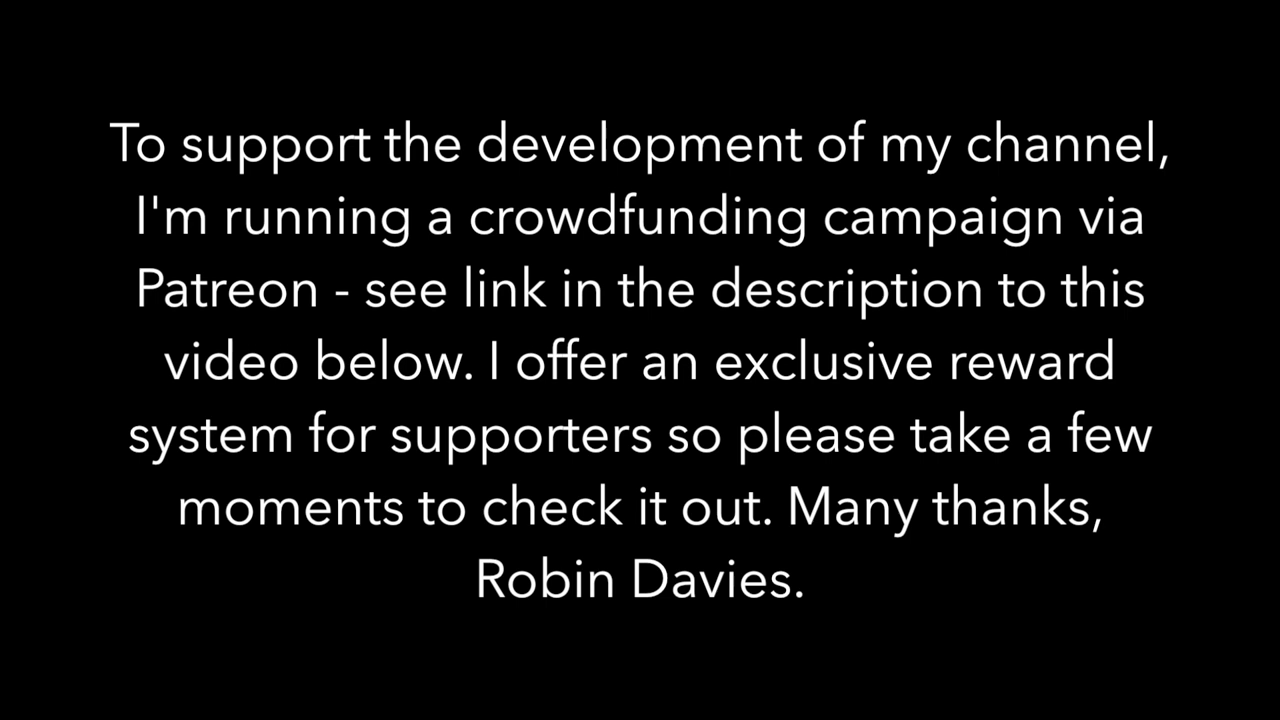 To support the development of my channel,
I'm running a crowdfunding campaign via
Patreon - see link in the description to this
video below. I offer an exclusive reward
system for supporters so please take a few
moments to check it out. Many thanks,
Robin Davies.